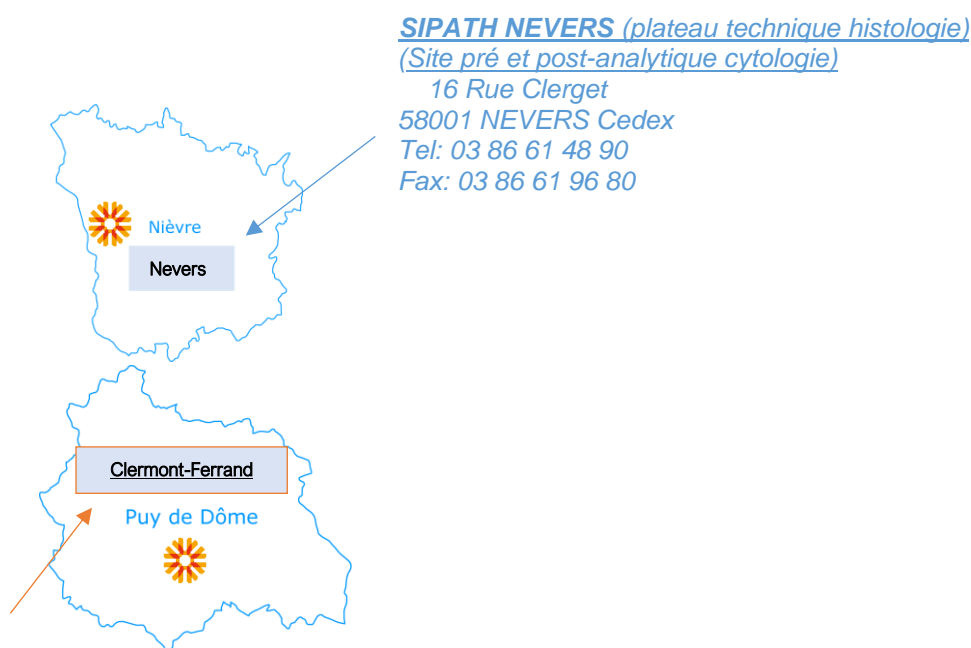 SIPATH NEVERS (plateau technique histologie)
(Site pré et post-analytique cytologie)
16 Rue Clerget
58001 NEVERS Cedex
Tel: 03 86 61 48 90
Fax: 03 86 61 96 80
Nièvre
Nevers
Clermont-Ferrand
Puy de Dôme